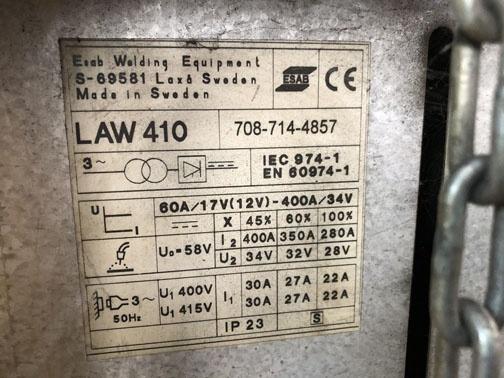 Esab Welding Equipment
S-69581 Laxå Sweden
Made in Sweden
ESAB
CE
LAW 410
708-714-4857
3~
IEC 974-1
EN 60974-1
U
I
60A/17V(12V)-400A/34V
X 45% 60% 100%
U₀=58V
I2 400A 350A 280A
U2 34V 32V 28V
3~
50Hz
U1 400V
U1 415V
I1
30A 27A 22A
30A 27A 22A
IP 23
S